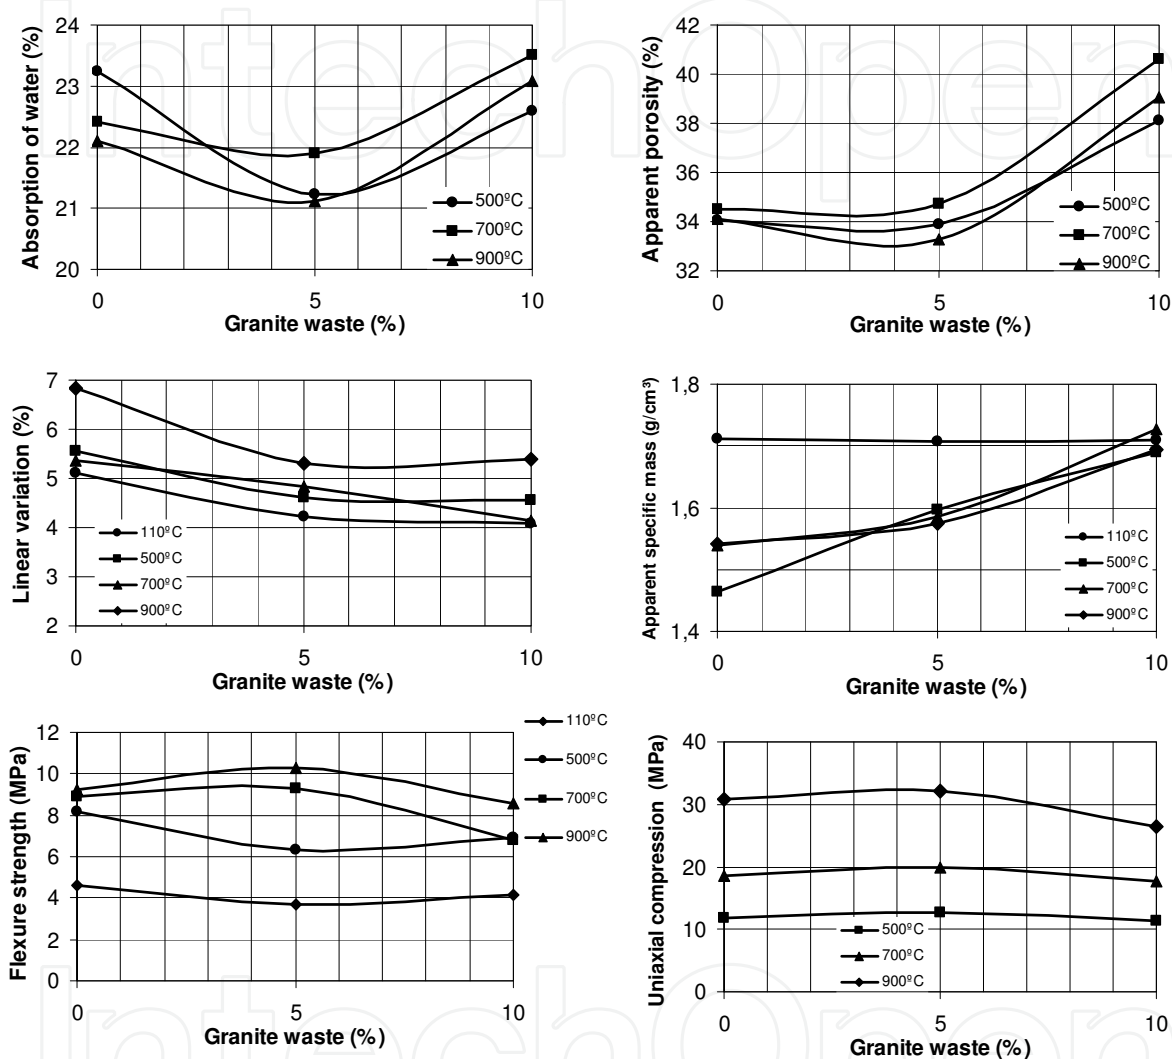 IntechOpen
Absorption of water (%)
24
23
22
21
20
500ºC
700ºC
900ºC
0 5 10
Granite waste (%)
Apparent porosity (%)
42
40
38
36
34
32
500ºC
700ºC
900ºC
0 5 10
Granite waste (%)
Linear variation (%)
7
6
5
4
3
2
110ºC
500ºC
700ºC
900ºC
0 5 10
Granite waste (%)
Apparent specific mass (g/cm³)
1,8
1,6
1,4
110ºC
500ºC
700ºC
900ºC
0 5 10
Granite waste (%)
Flexure strength (MPa)
12
10
8
6
4
2
0
110ºC
500ºC
700ºC
900ºC
0 5 10
Granite waste (%)
Uniaxial compression (MPa)
40
30
20
10
0
500ºC
700ºC
900ºC
0 5 10
Granite waste (%)
IntechOpen